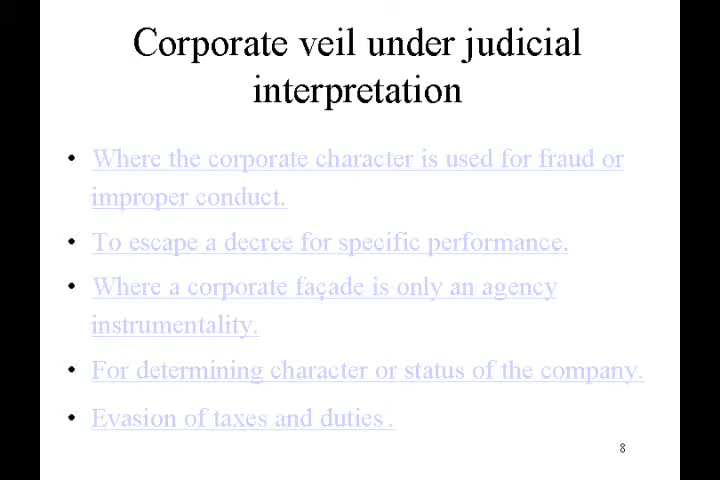 Corporate veil under judicial
interpretation
• Where the corporate character is used for fraud or
improper conduct.
• To escape a decree for specific performance.
• Where a corporate façade is only an agency
instrumentality.
• For determining character or status of the company.
• Evasion of taxes and duties .
8